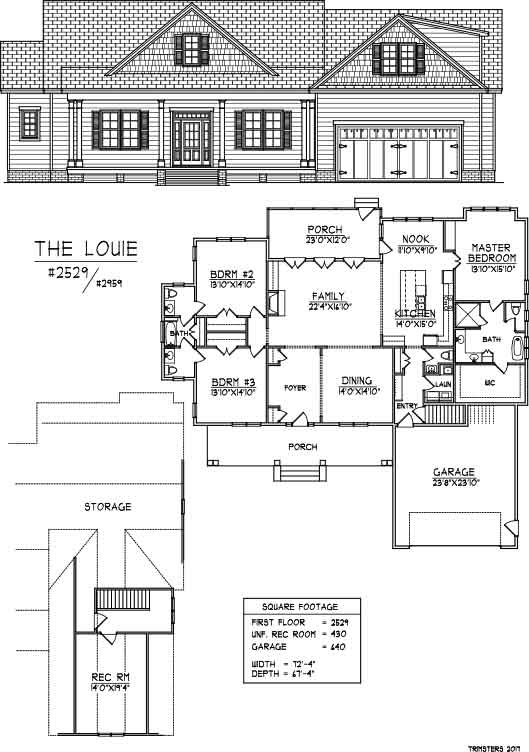 THE LOUIE
#2529/#2959
PORCH
23'0"X12'0"
NOOK
11'10"X9'10"
MASTER
BEDROOM
13'10"X15'10"
BDRM #2
13'10"X14'10"
FAMILY
22'4"X16'10"
KITCHEN
14'0"X15'0"
BATH
BATH
BDRM #3
13'10"X14'10"
FOYER
DINING
14'0"X14'10"
LAUN
WIC
ENTRY
PORCH
GARAGE
23'8"X23'10"
STORAGE
REC RM
14'0"X19'4"
SQUARE FOOTAGE
FIRST FLOOR = 2529
UNF. REC ROOM = 430
GARAGE = 640
WIDTH = 72'-4"
DEPTH = 67'-4"
TRIMSTERS 2017